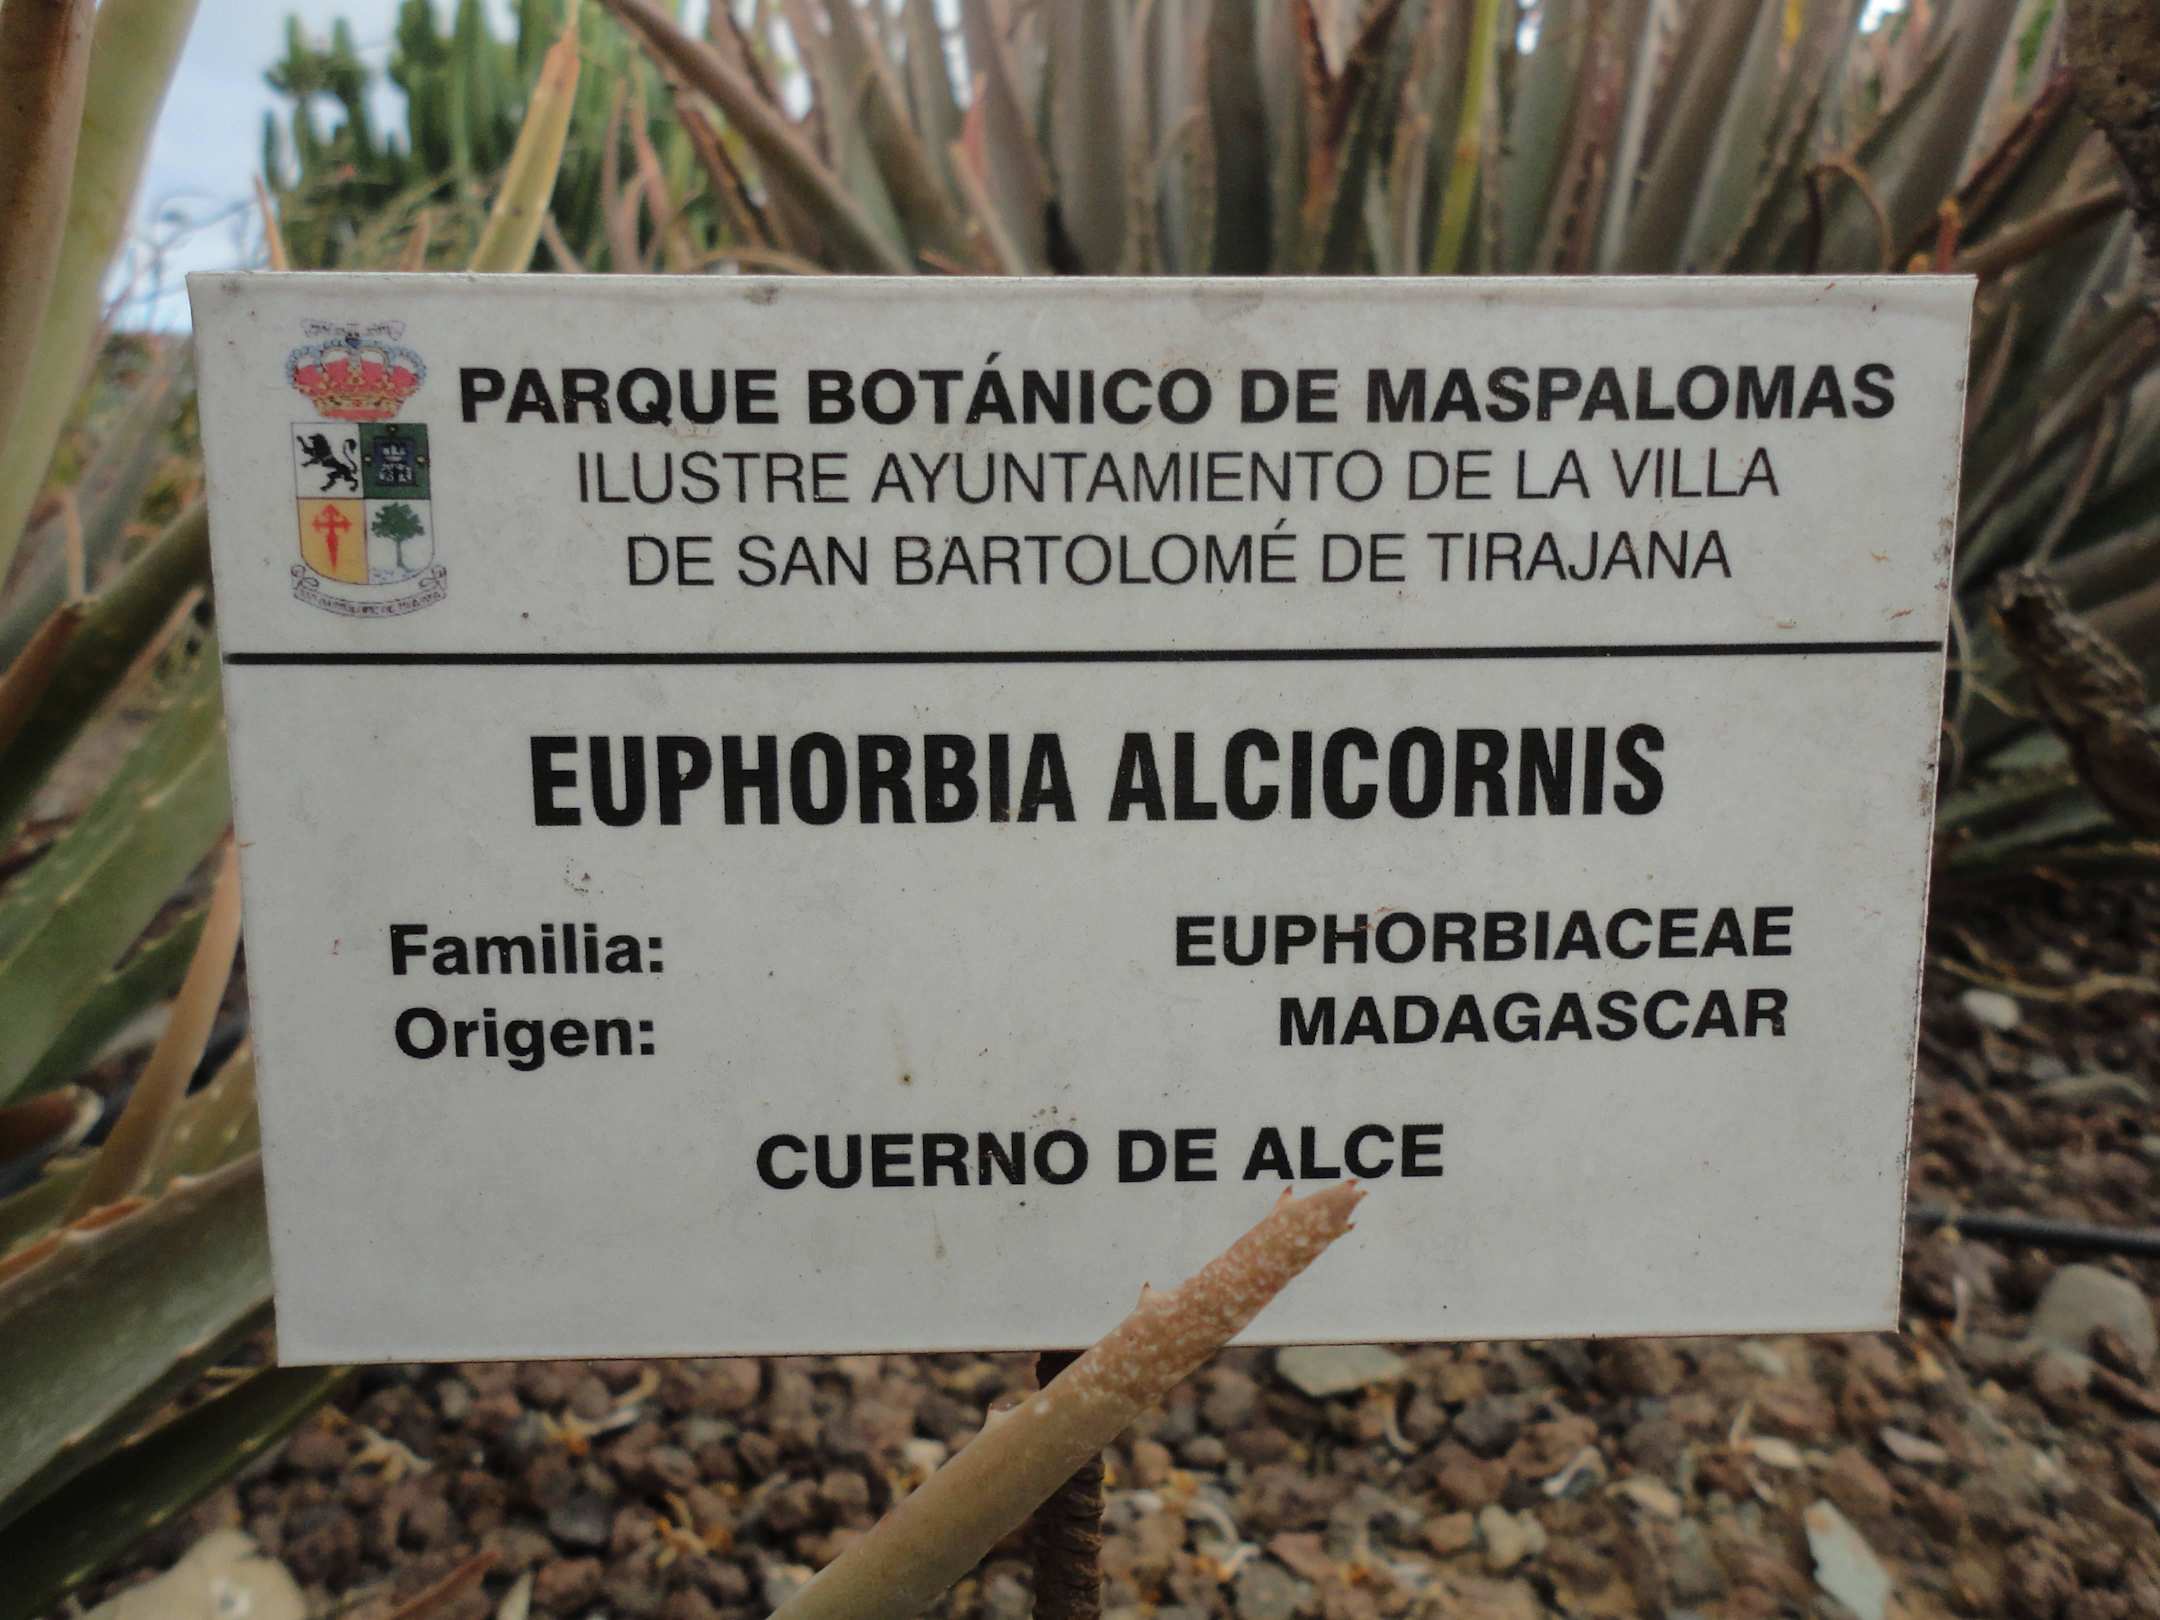 PARQUE BOTÁNICO DE MASPALOMAS
ILUSTRE AYUNTAMIENTO DE LA VILLA
DE SAN BARTOLOMÉ DE TIRAJANA
EUPHORBIA ALCICORNIS
Familia: EUPHORBIACEAE
Origen: MADAGASCAR
CUERNO DE ALCE